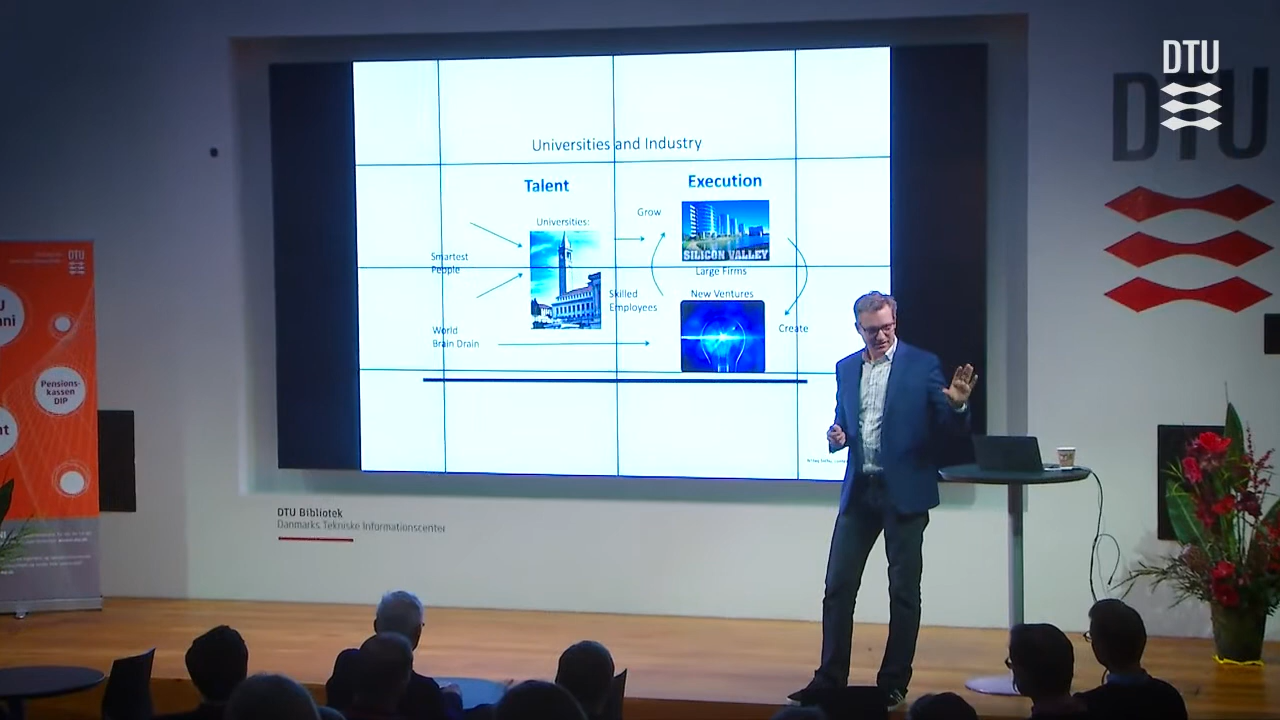 DTU
DTU
Universities and Industry
Talent
Execution
Universities:
Grow
Smartest
People
SILICON VALLEY
Large Firms
Skilled
Employees
New Ventures
World
Brain Drain
Create
DTU
Pensions-
kassen
DIP
DTU Bibliotek
Danmarks Tekniske Informationscenter